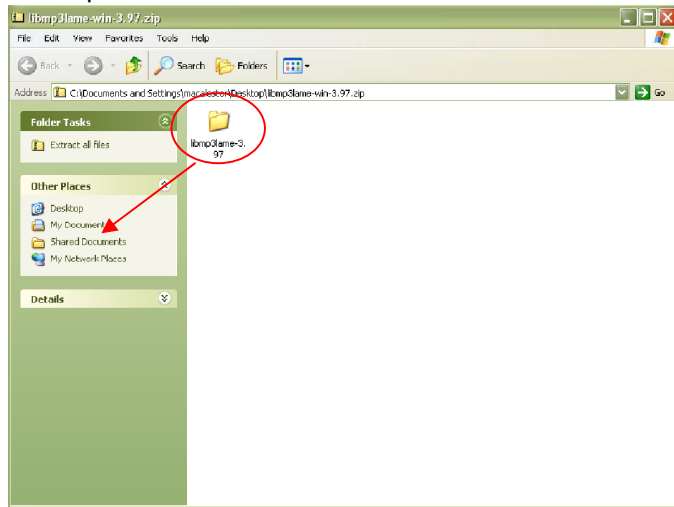 libmp3lame-win-3.97.zip
File Edit View Favorites Tools Help
Back Search Folders
Address C:\Documents and Settings\macalester\Desktop\libmp3lame-win-3.97.zip Go
Folder Tasks
Extract all files
libmp3lame-3.
97
Other Places
Desktop
My Documents
Shared Documents
My Network Places
Details